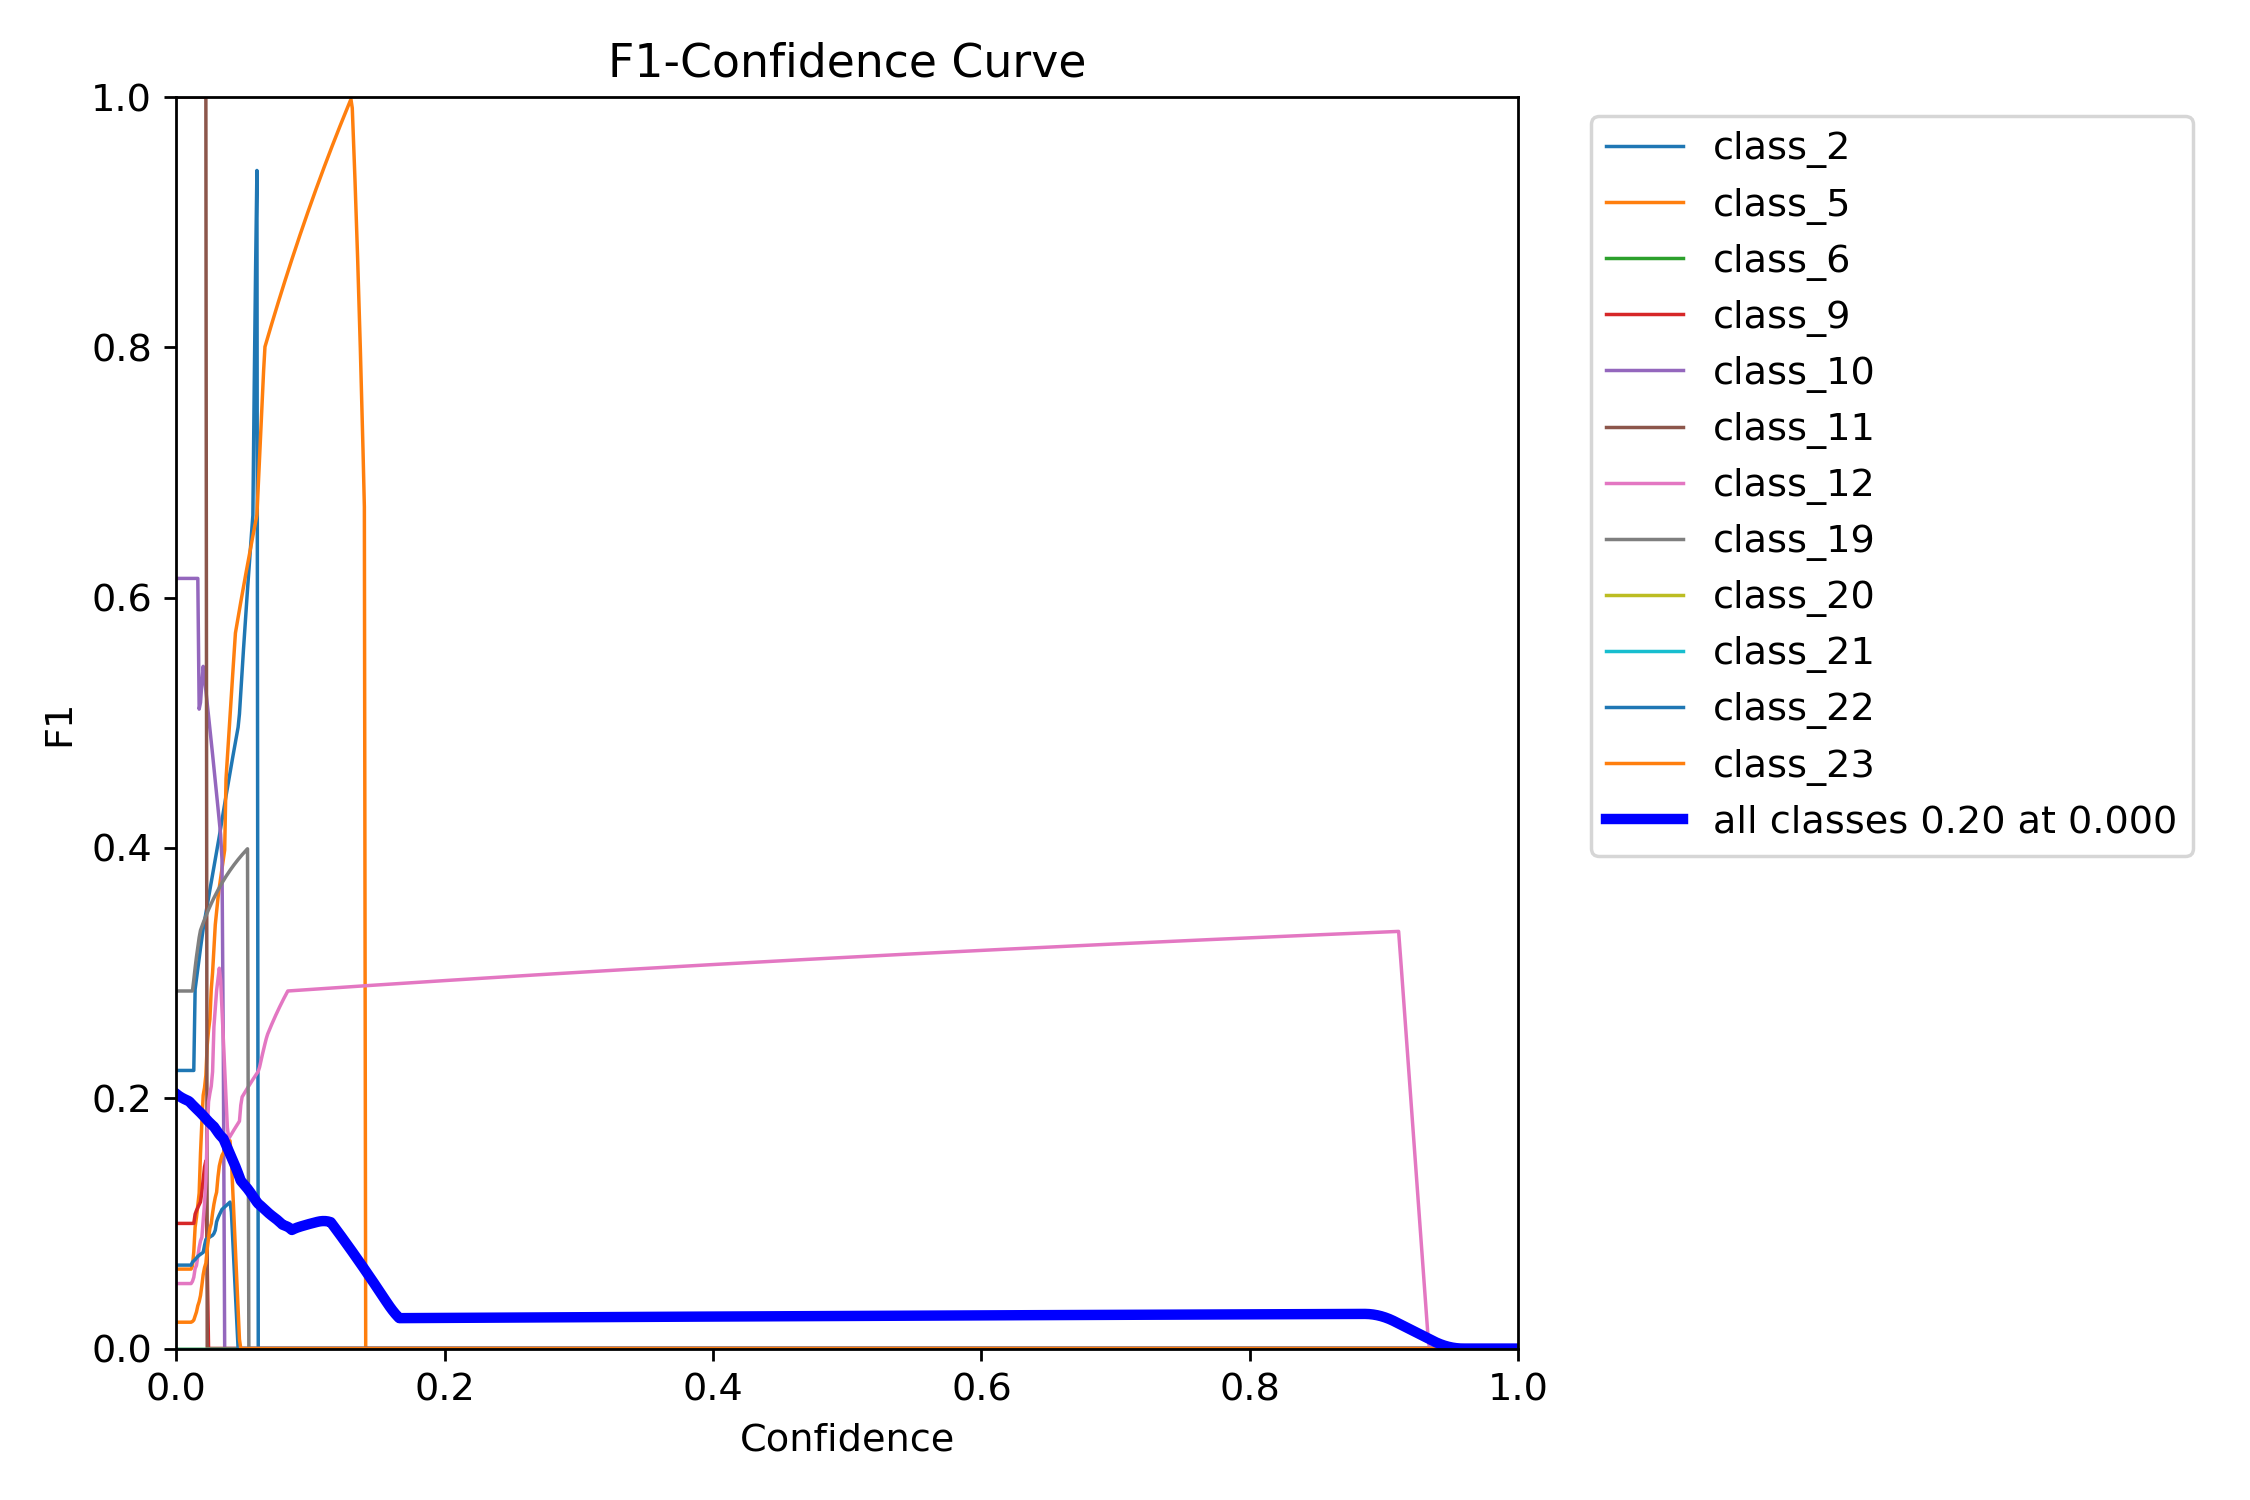 F1-Confidence Curve
1.0
0.8
0.6
0.4
0.2
0.0
F1
0.0 0.2 0.4 0.6 0.8 1.0
Confidence
class_2
class_5
class_6
class_9
class_10
class_11
class_12
class_19
class_20
class_21
class_22
class_23
all classes 0.20 at 0.000